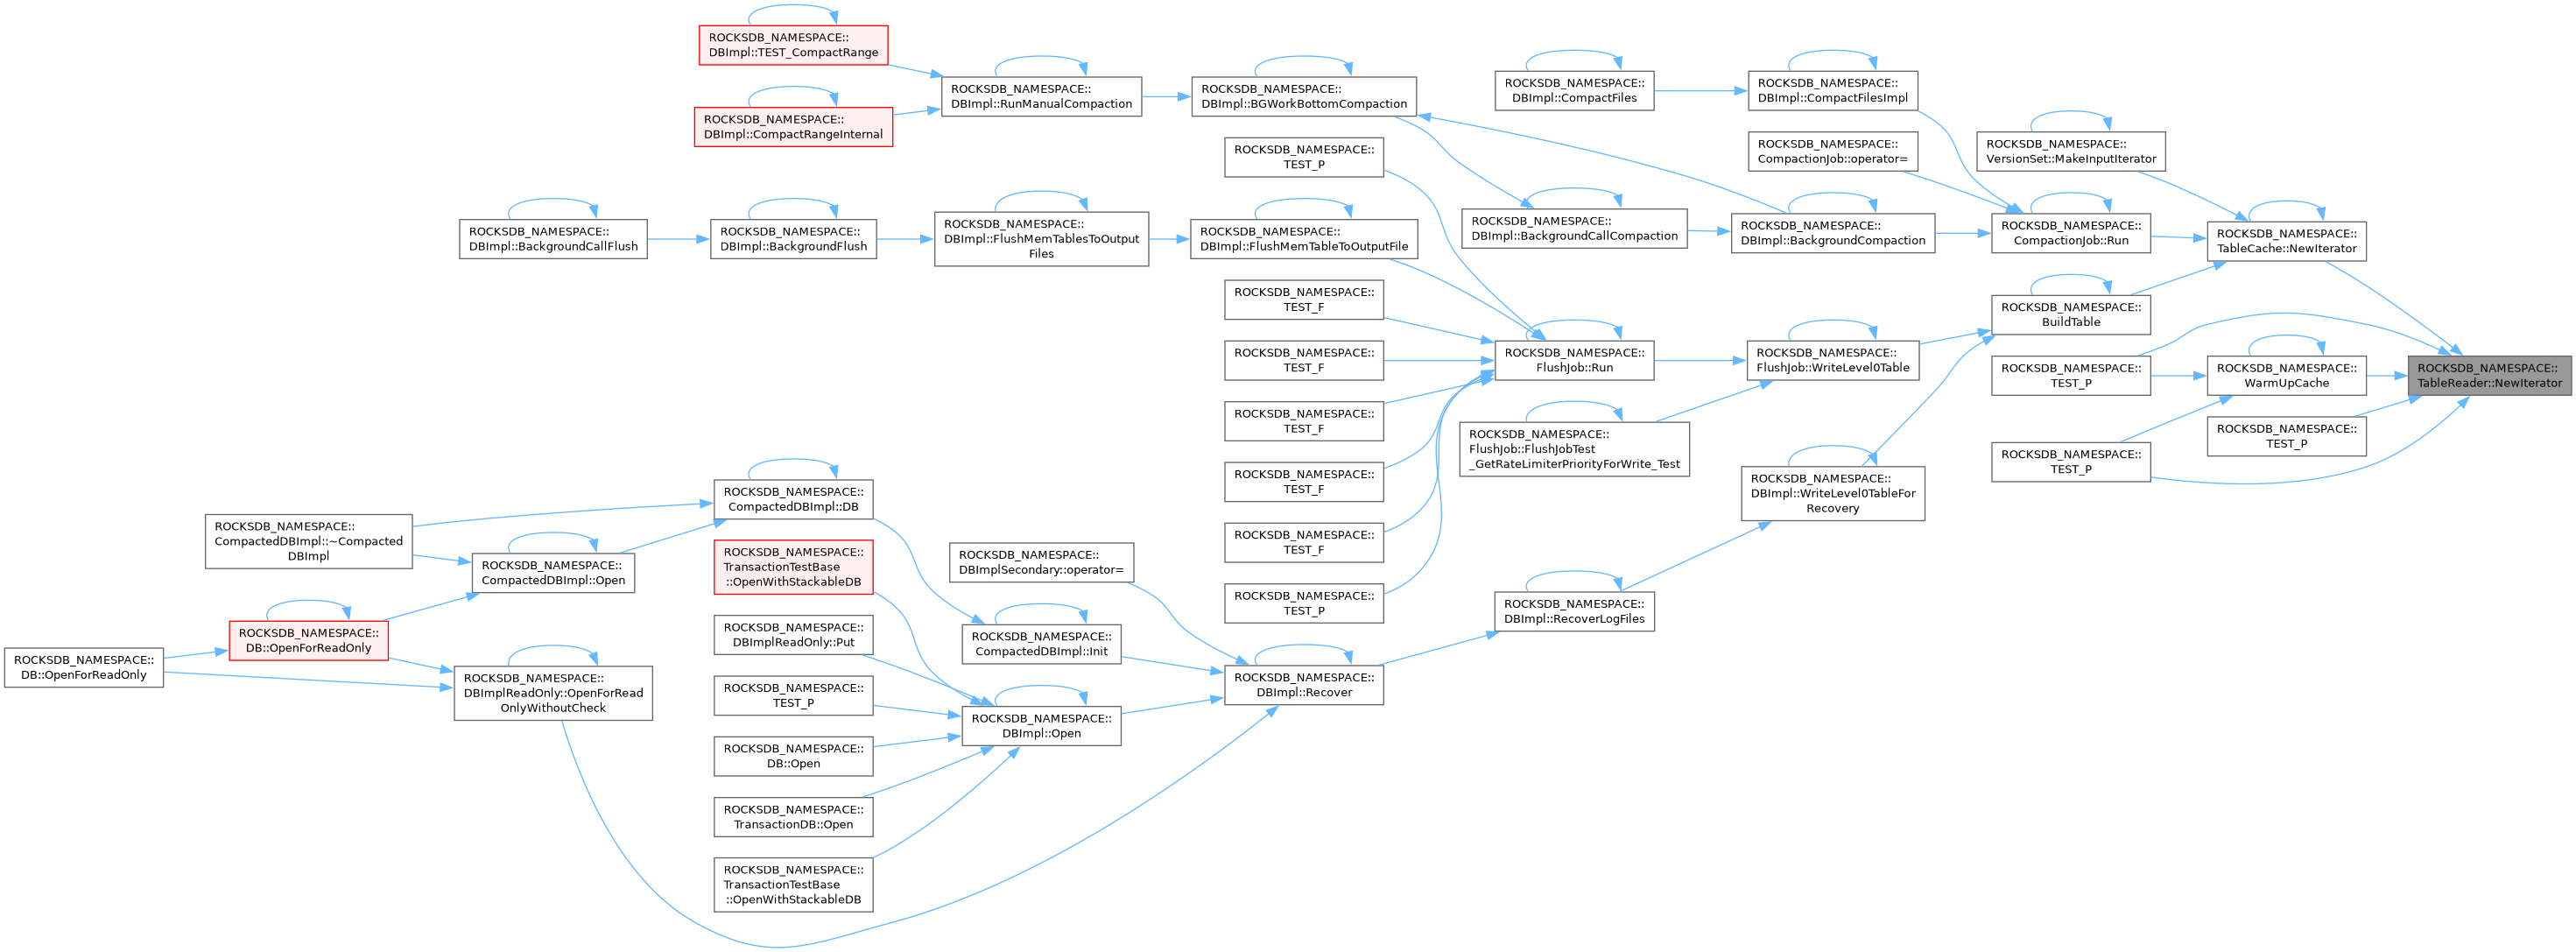 ROCKSDB_NAMESPACE::
DBImpl::TEST_CompactRange
ROCKSDB_NAMESPACE::
DBImpl::RunManualCompaction
ROCKSDB_NAMESPACE::
DBImpl::CompactRangeInternal
ROCKSDB_NAMESPACE::
DBImpl::BGWorkBottomCompaction
ROCKSDB_NAMESPACE::
DBImpl::CompactFiles
ROCKSDB_NAMESPACE::
DBImpl::CompactFilesImpl
ROCKSDB_NAMESPACE::
TEST_P
ROCKSDB_NAMESPACE::
CompactionJob::operator=
ROCKSDB_NAMESPACE::
VersionSet::MakeInputIterator
ROCKSDB_NAMESPACE::
DBImpl::BackgroundCallFlush
ROCKSDB_NAMESPACE::
DBImpl::BackgroundFlush
ROCKSDB_NAMESPACE::
DBImpl::FlushMemTablesToOutput
Files
ROCKSDB_NAMESPACE::
DBImpl::FlushMemTableToOutputFile
ROCKSDB_NAMESPACE::
DBImpl::BackgroundCallCompaction
ROCKSDB_NAMESPACE::
DBImpl::BackgroundCompaction
ROCKSDB_NAMESPACE::
CompactionJob::Run
ROCKSDB_NAMESPACE::
TableCache::NewIterator
ROCKSDB_NAMESPACE::
TEST_F
ROCKSDB_NAMESPACE::
BuildTable
ROCKSDB_NAMESPACE::
TEST_F
ROCKSDB_NAMESPACE::
FlushJob::Run
ROCKSDB_NAMESPACE::
FlushJob::WriteLevel0Table
ROCKSDB_NAMESPACE::
TEST_P
ROCKSDB_NAMESPACE::
WarmUpCache
ROCKSDB_NAMESPACE::
TableReader::NewIterator
ROCKSDB_NAMESPACE::
TEST_F
ROCKSDB_NAMESPACE::
FlushJob::FlushJobTest
_GetRateLimiterPriorityForWrite_Test
ROCKSDB_NAMESPACE::
TEST_P
ROCKSDB_NAMESPACE::
TEST_P
ROCKSDB_NAMESPACE::
TEST_F
ROCKSDB_NAMESPACE::
DBImpl::WriteLevel0TableFor
Recovery
ROCKSDB_NAMESPACE::
CompactedDBImpl::DB
ROCKSDB_NAMESPACE::
TEST_F
ROCKSDB_NAMESPACE::
CompactedDBImpl::~Compacted
DBImpl
ROCKSDB_NAMESPACE::
CompactedDBImpl::Open
ROCKSDB_NAMESPACE::
TransactionTestBase
::OpenWithStackableDB
ROCKSDB_NAMESPACE::
DBImplSecondary::operator=
ROCKSDB_NAMESPACE::
TEST_P
ROCKSDB_NAMESPACE::
DBImpl::RecoverLogFiles
ROCKSDB_NAMESPACE::
DB::OpenForReadOnly
ROCKSDB_NAMESPACE::
DBImplReadOnly::Put
ROCKSDB_NAMESPACE::
CompactedDBImpl::Init
ROCKSDB_NAMESPACE::
DB::OpenForReadOnly
ROCKSDB_NAMESPACE::
DBImplReadOnly::OpenForRead
OnlyWithoutCheck
ROCKSDB_NAMESPACE::
TEST_P
ROCKSDB_NAMESPACE::
DBImpl::Recover
ROCKSDB_NAMESPACE::
DBImpl::Open
ROCKSDB_NAMESPACE::
DB::Open
ROCKSDB_NAMESPACE::
TransactionDB::Open
ROCKSDB_NAMESPACE::
TransactionTestBase
::OpenWithStackableDB